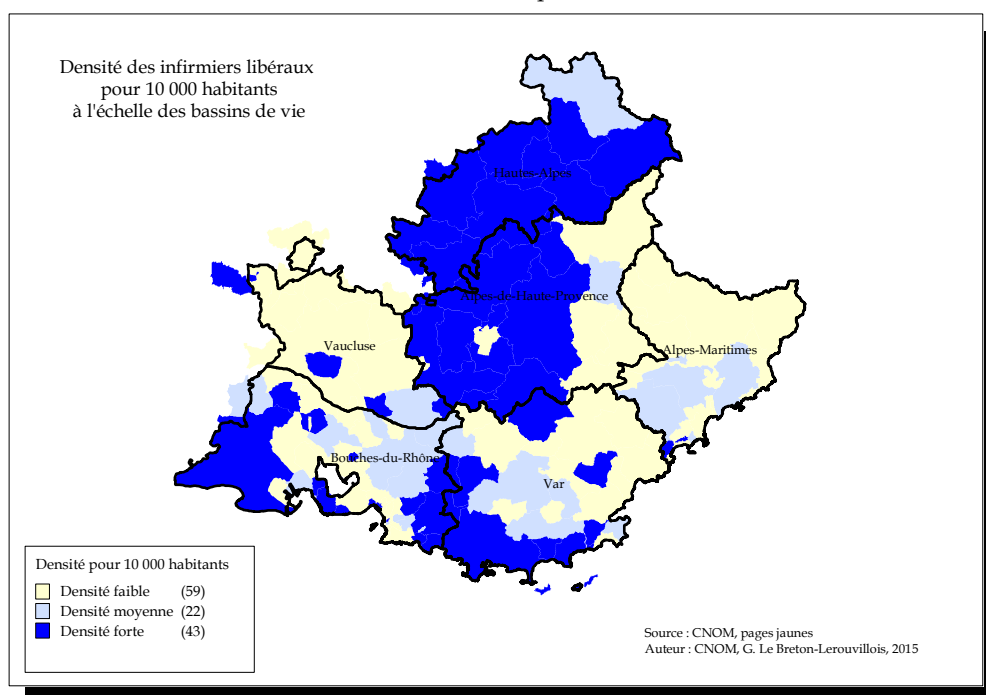 Densité des infirmiers libéraux
pour 10 000 habitants
à l'échelle des bassins de vie
Hautes-Alpes
Alpes-de-Haute-Provence
Vaucluse
Alpes-Maritimes
Bouches-du-Rhône
Var
Densité pour 10 000 habitants
Densité faible (59)
Densité moyenne (22)
Densité forte (43)
Source : CNOM, pages jaunes
Auteur : CNOM, G. Le Breton-Lerouvillois, 2015